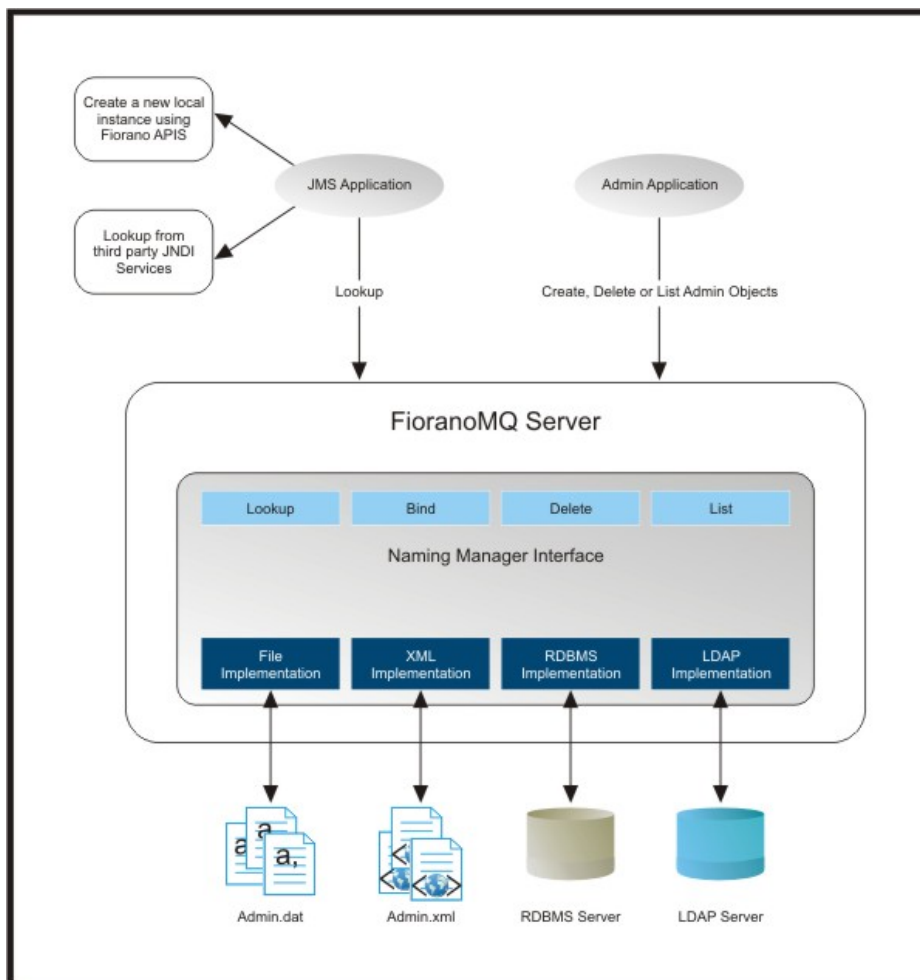 Create a new local
instance using
Fiorano APIS
JMS Application
Admin Application
Lookup from
third party JNDI
Services
Lookup
Create, Delete or List Admin Objects
FioranoMQ Server
Lookup
Bind
Delete
List
Naming Manager Interface
File
Implementation
XML
Implementation
RDBMS
Implementation
LDAP
Implementation
a
a
a,
<
>
<
<
>
Admin.dat
Admin.xml
RDBMS Server
LDAP Server